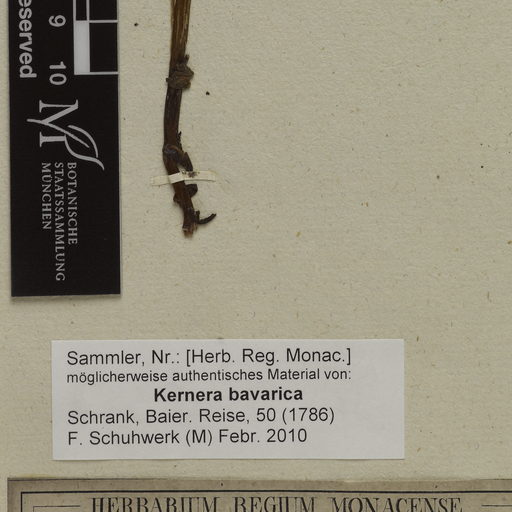 eserved
9 10
M
BOTANISCHE
STAATSSAMMLUNG
MÜNCHEN
Sammler, Nr.: [Herb. Reg. Monac.]
möglicherweise authentisches Material von:
Kernera bavarica
Schrank, Baier. Reise, 50 (1786)
F. Schuhwerk (M) Febr. 2010
HERBARIUM REGIUM MONACENSE